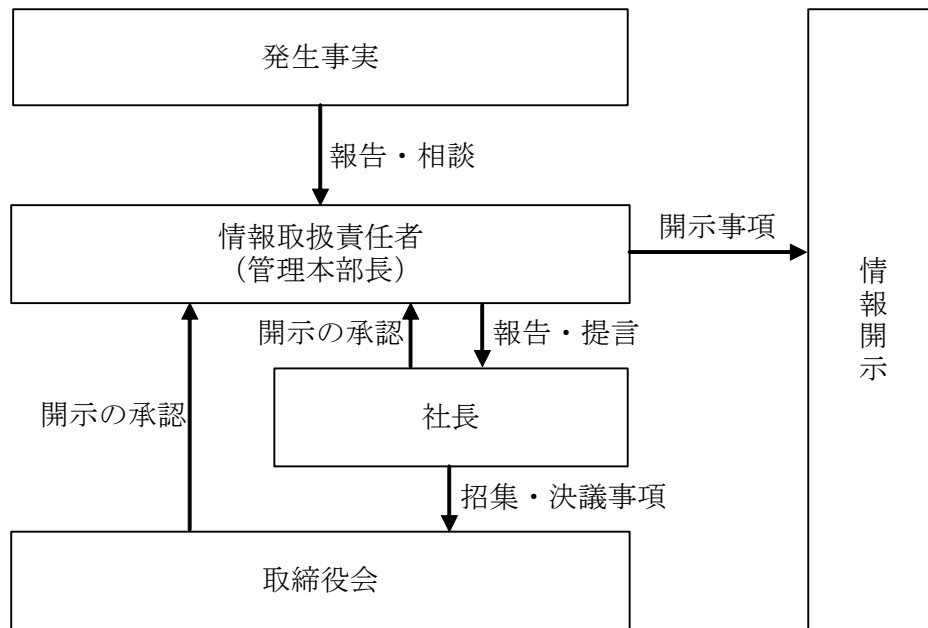 発生事実
報告・相談
情報取扱責任者
（管理本部長）
開示事項
情報開示
開示の承認
報告・提言
開示の承認
社長
招集・決議事項
取締役会